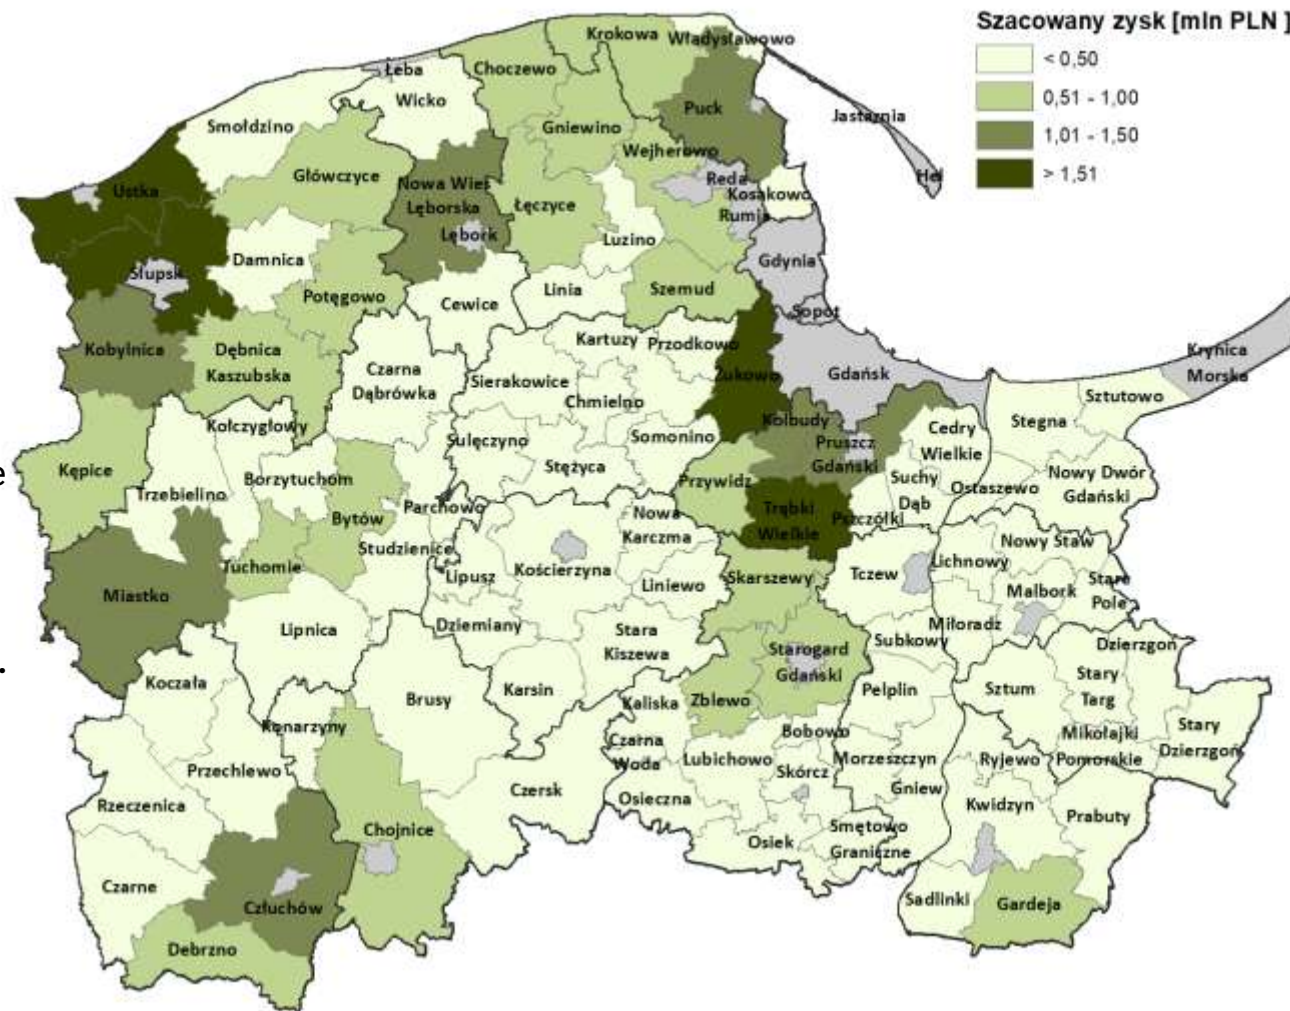 Szacowany zysk [mln PLN ]
< 0,50
0,51 - 1,00
1,01 - 1,50
> 1,51
Krokowa
Władysławowo
Łeba
Choczewo
Wicko
Puck
Jastarnia
Smołdzino
Gniewino
Wejherowo
Główczyce
Reda
Hel
Ustka
Nowa Wieś
Lęborska
Łęczyce
Kosakowo
Rumia
Lębork
Luzino
Damnica
Gdynia
Słupsk
Potęgowo
Cewice
Linia
Szemud
Sopot
Kobylnica
Dębnica
Kaszubska
Kartuzy
Przodkowo
Krynica
Morska
Czarna
Dąbrówka
Sierakowice
Żukowo
Gdańsk
Chmielno
Sztutowo
Kołczygłowy
Kolbudy
Stegna
Cedry
Wielkie
Sulęczyno
Somonino
Pruszcz
Gdański
Kępice
e
Stężyca
Nowy Dwór
Gdański
Trzebielino
Borzytuchom
Przywidz
Suchy
Dąb
Ostaszewo
Parchowo
Bytów
Nowa
Karczma
Trąbki
Wielkie
Pszczółki
Studzienice
Nowy Staw
Tuchomie
Lipusz
Kościerzyna
Liniewo
Skarszewy
Tczew
Lichnowy
Miastko
Malbork
Stare
Pole
Lipnica
Dziemiany
Stara
Kiszewa
Miłoradz
Subkowy
Dzierzgoń
.
Starogard
Gdański
Koczała
Brusy
Karsin
Kaliska
Zblewo
Pelplin
Sztum
Stary
Targ
Konarzyny
Bobowo
Stary
Dzierzgoń
Czarna
Woda
Mikołajki
Pomorskie
Przechlewo
Lubichowo
Skórcz
Morzeszczyn
Ryjewo
Rzeczenica
Czersk
Osieczna
Gniew
Kwidzyn
Prabuty
Chojnice
Osiek
Smętowo
Graniczne
Czarne
Człuchów
Sadlinki
Gardeja
Debrzno